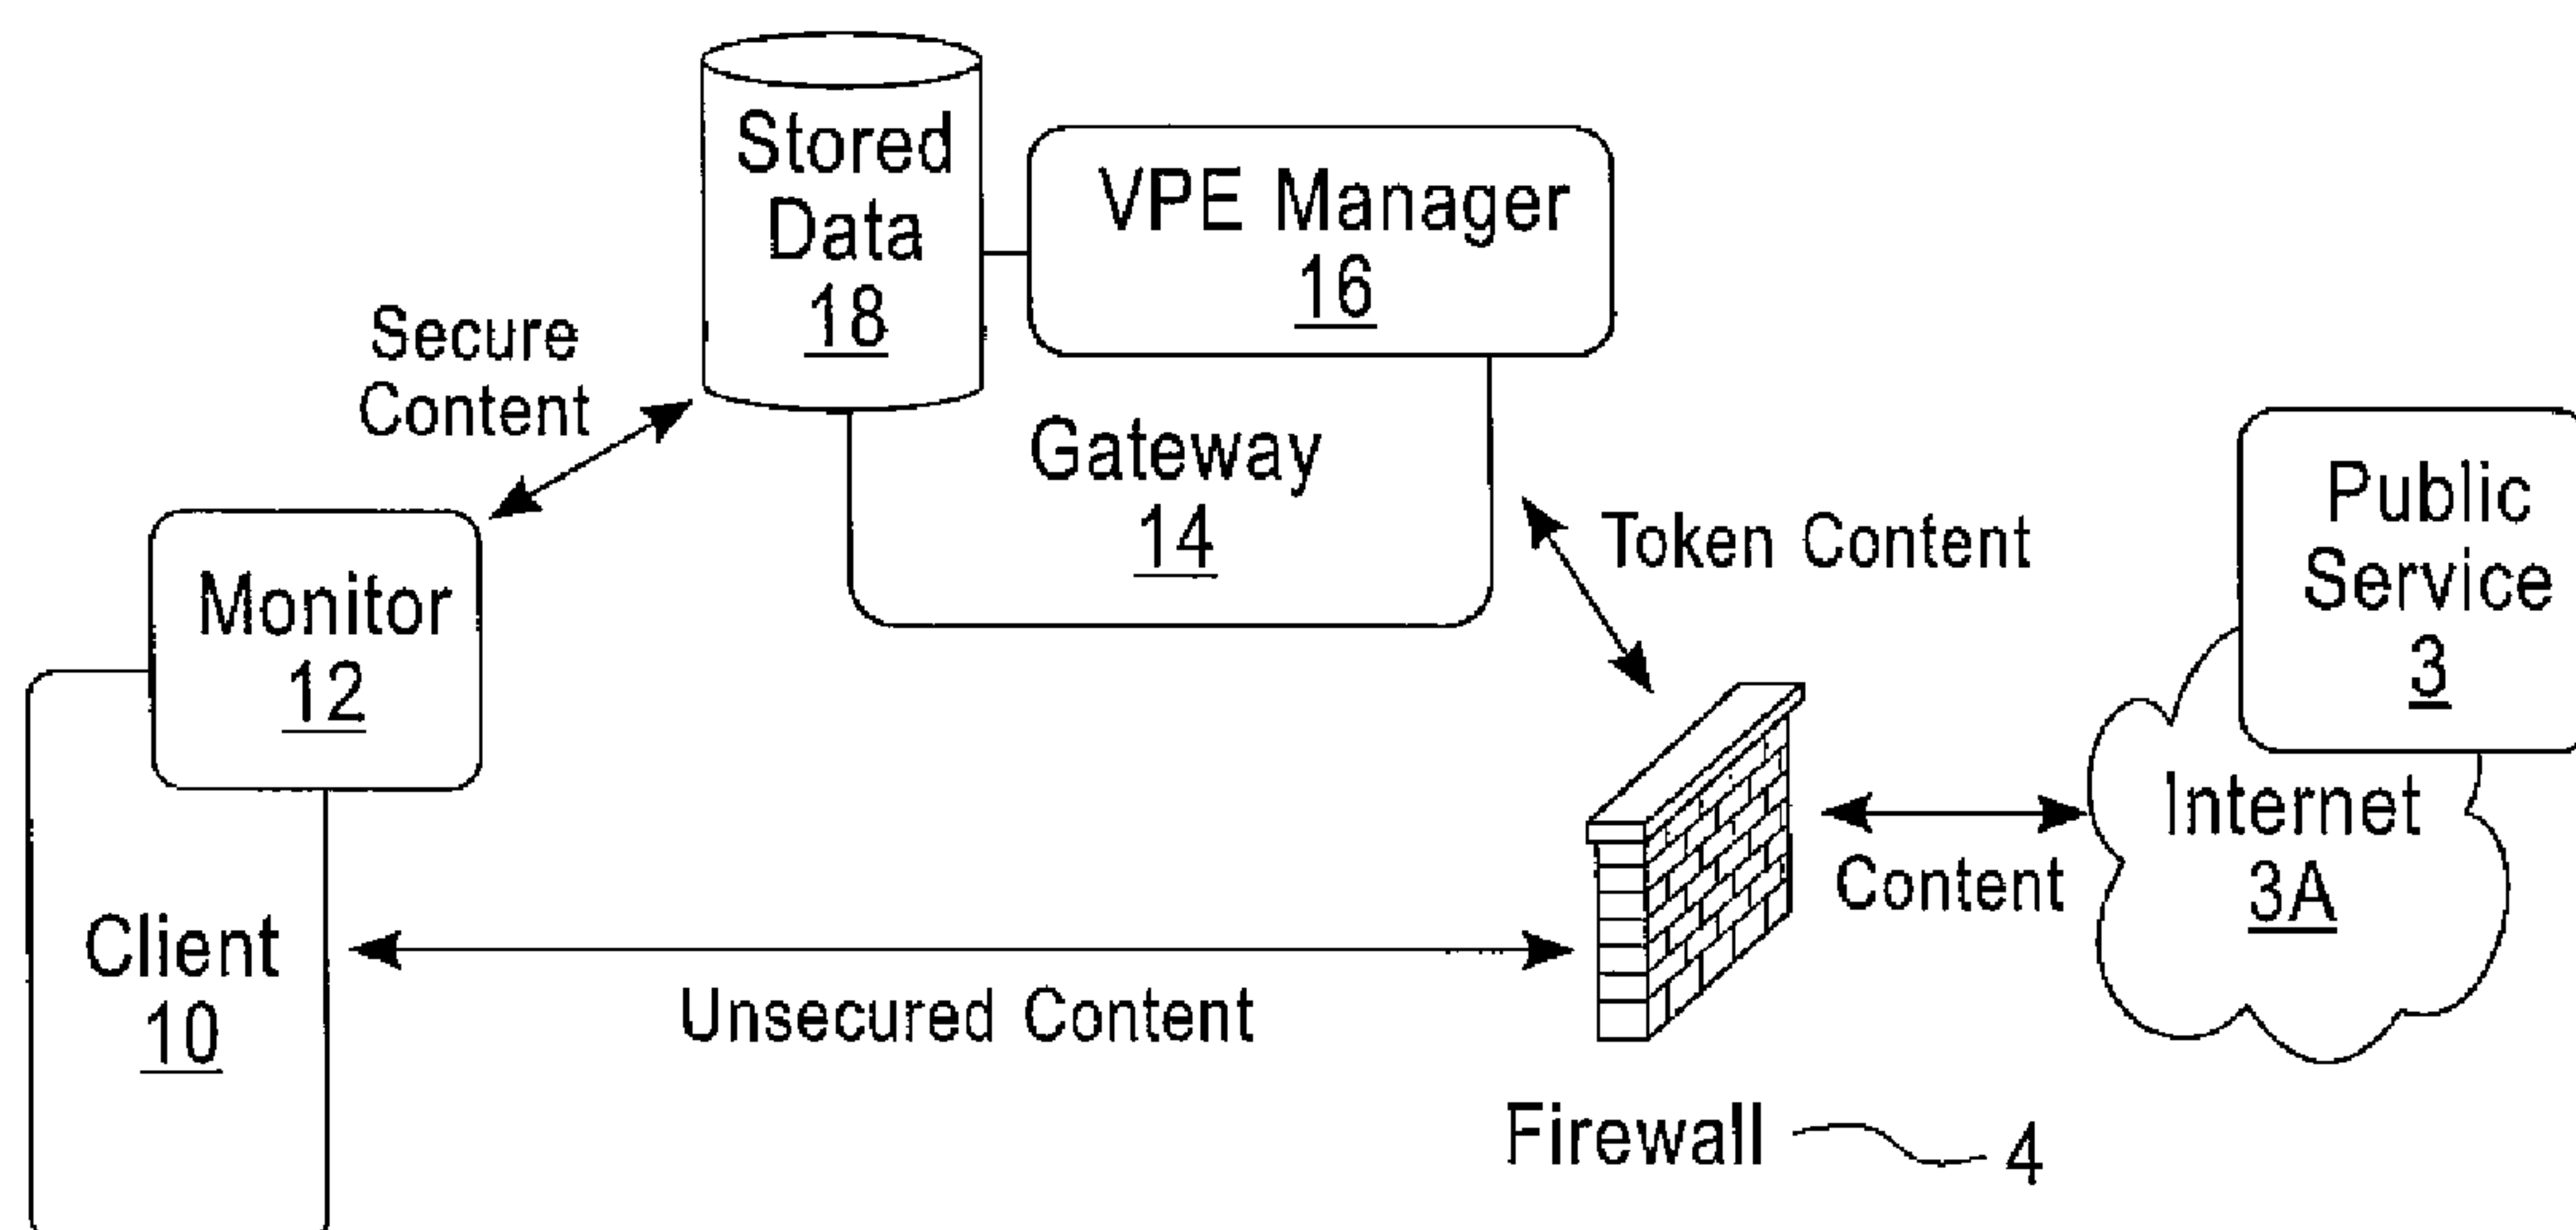 Stored
Data
18
VPE Manager
16
Secure
Content
Gateway
14
Token Content
Public
Service
3
Monitor
12
Internet
3A
Content
Client
10
Unsecured Content
Firewall 4